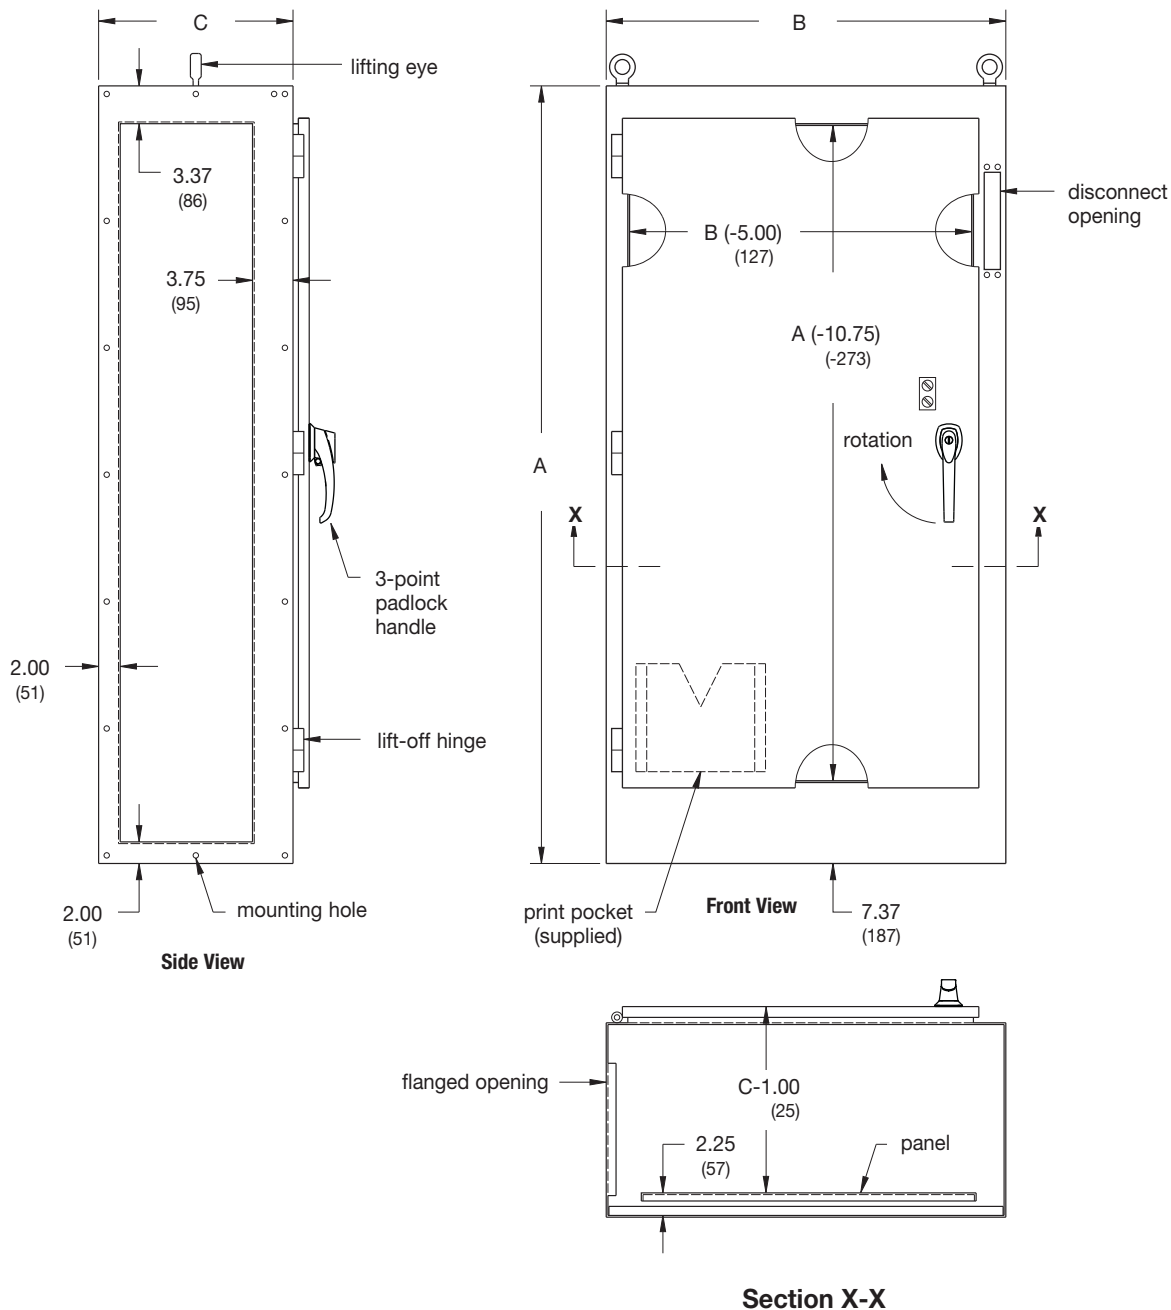 C
lifting eye
3.37
(86)
3.75
(95)
3-point
padlock
handle
2.00
(51)
lift-off hinge
2.00
(51)
mounting hole
Side View
B
disconnect
opening
B (-5.00)
(127)
A (-10.75)
(-273)
A
rotation
X
X
print pocket
(supplied)
Front View
7.37
(187)
flanged opening
C-1.00
(25)
2.25
(57)
panel
Section X-X